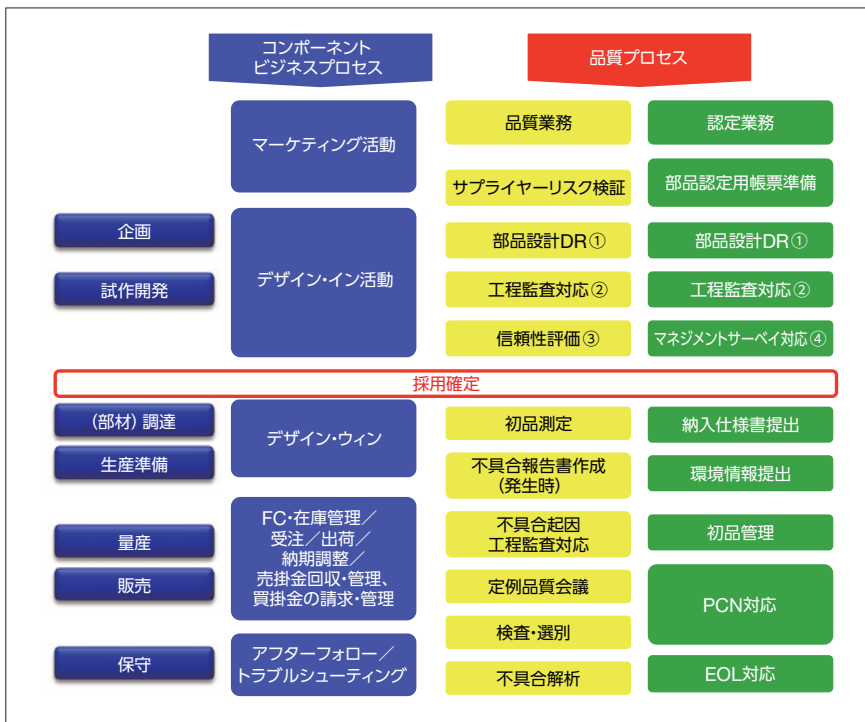 コンポーネント
ビジネスプロセス
品質プロセス
マーケティング活動
品質業務
認定業務
サプライヤーリスク検証
部品認定用帳票準備
企画
デザイン・イン活動
部品設計DR①
部品設計DR①
試作開発
工程監査対応②
工程監査対応②
信頼性評価③
マネジメントサーベイ対応④
採用確定
(部材)調達
デザイン・ウィン
初品測定
納入仕様書提出
生産準備
不具合報告書作成
(発生時)
環境情報提出
量産
FC・在庫管理／
受注／出荷／
納期調整／
売掛金回収・管理、
買掛金の請求・管理
不具合起因
工程監査対応
初品管理
販売
定例品質会議
PCN対応
検査・選別
保守
アフターフォロー／
トラブルシューティング
不具合解析
EOL対応